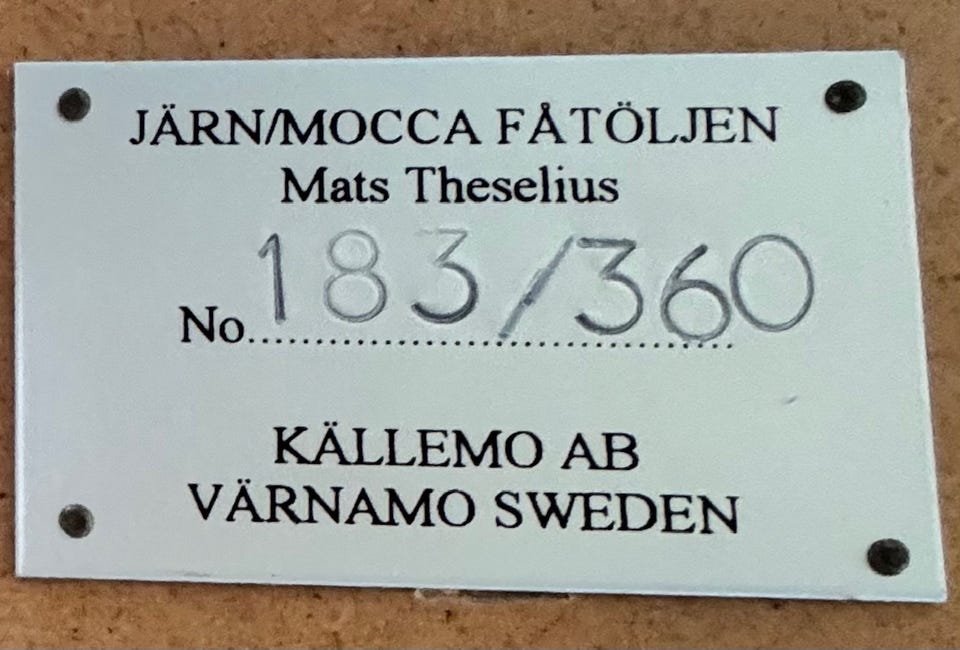 JÄRN/MOCCA FÅTÖLJEN
Mats Theselius
No. 183/360
KÄLLEMO AB
VÄRNAMO SWEDEN